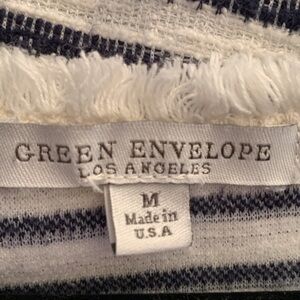 GREEN ENVELOPE
LOS ANGELES
M
Made in
U.S.A